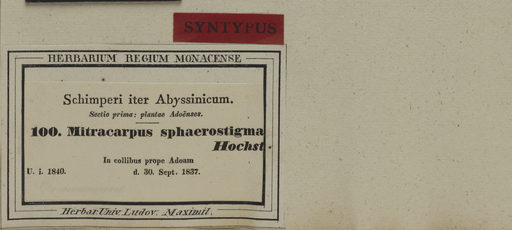 SYNTYPUS
HERBARIUM REGIUM MONACENSE
Schimperi iter Abyssinicum.
Sectio prima: plantae Adoënses.
100. Mitracarpus sphaerostigma
Hochst.
In collibus prope Adoam
U. i. 1840. d. 30. Sept. 1837.
Herbar. Univ. Ludov. Maximil.